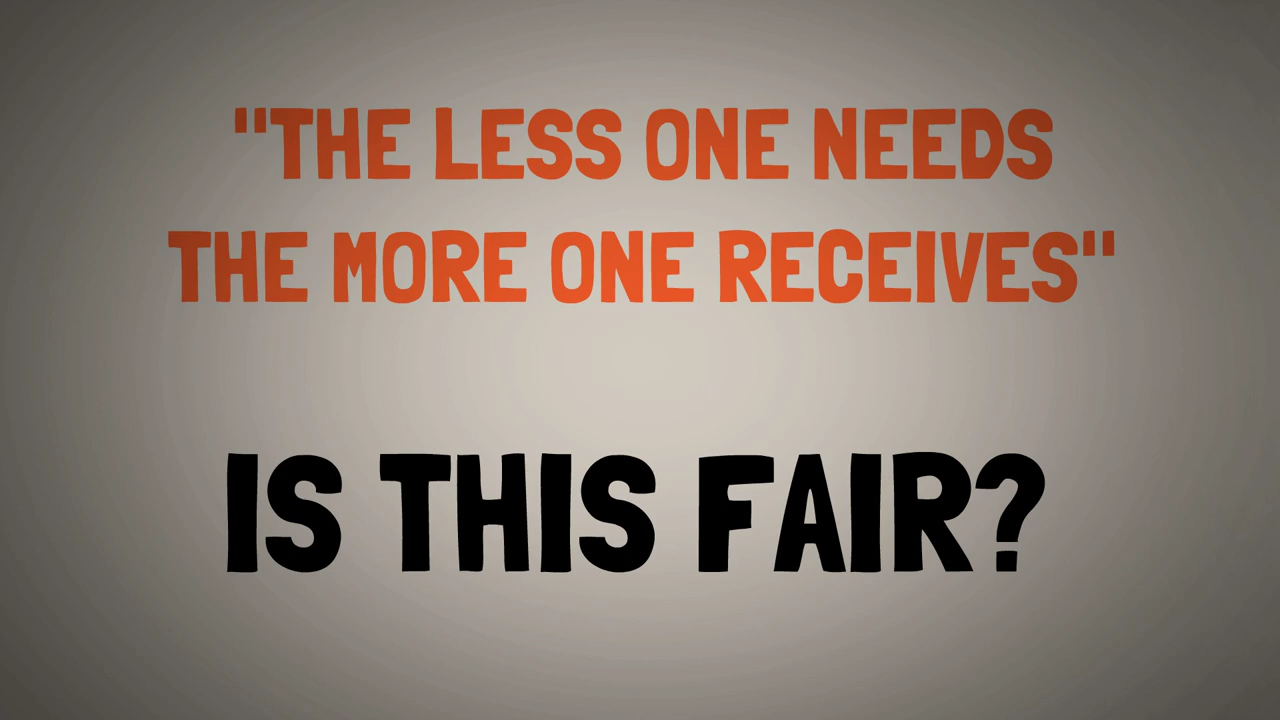 "THE LESS ONE NEEDS
THE MORE ONE RECEIVES"
IS THIS FAIR?